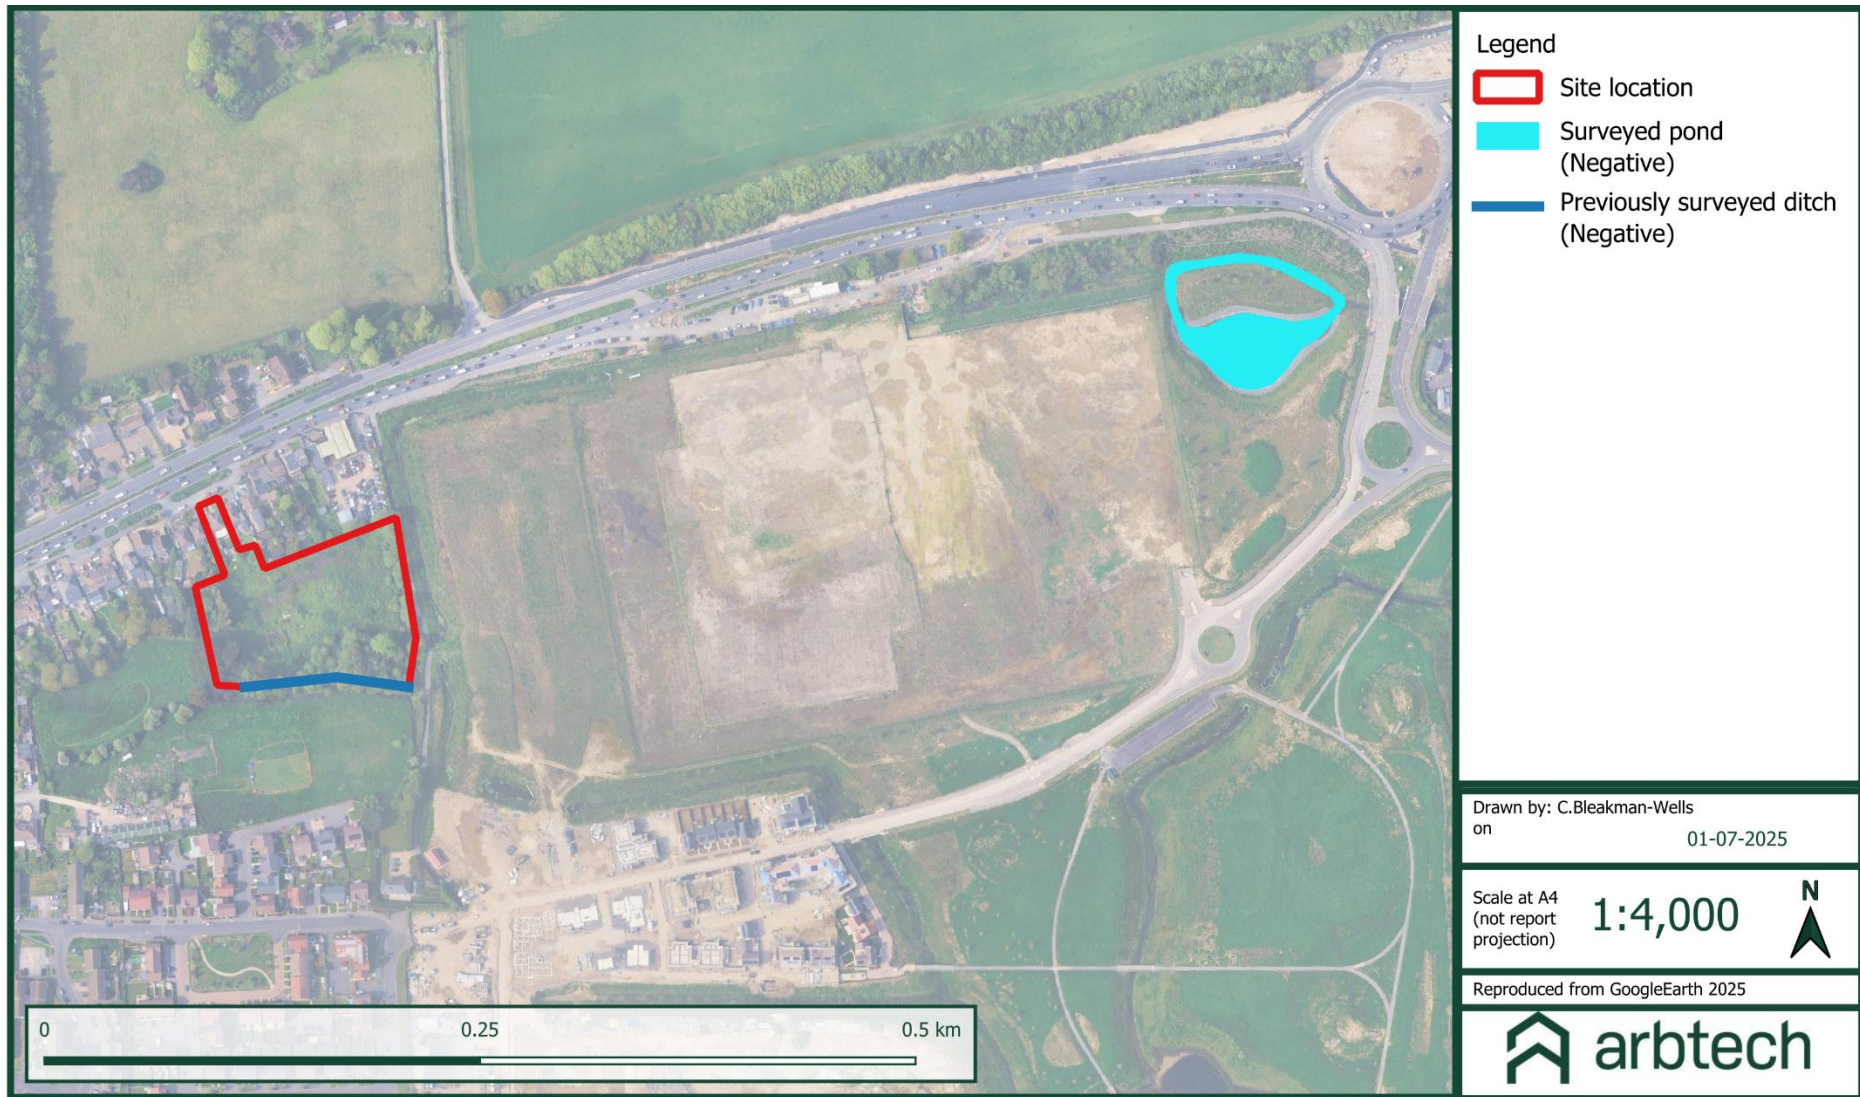 Legend
Site location
Surveyed pond
(Negative)
Previously surveyed ditch
(Negative)
Drawn by: C.Bleakman-Wells
on
01-07-2025
Scale at A4
(not report
projection)
1:4,000
N
Reproduced from GoogleEarth 2025
arbtech
0 0.25 0.5 km